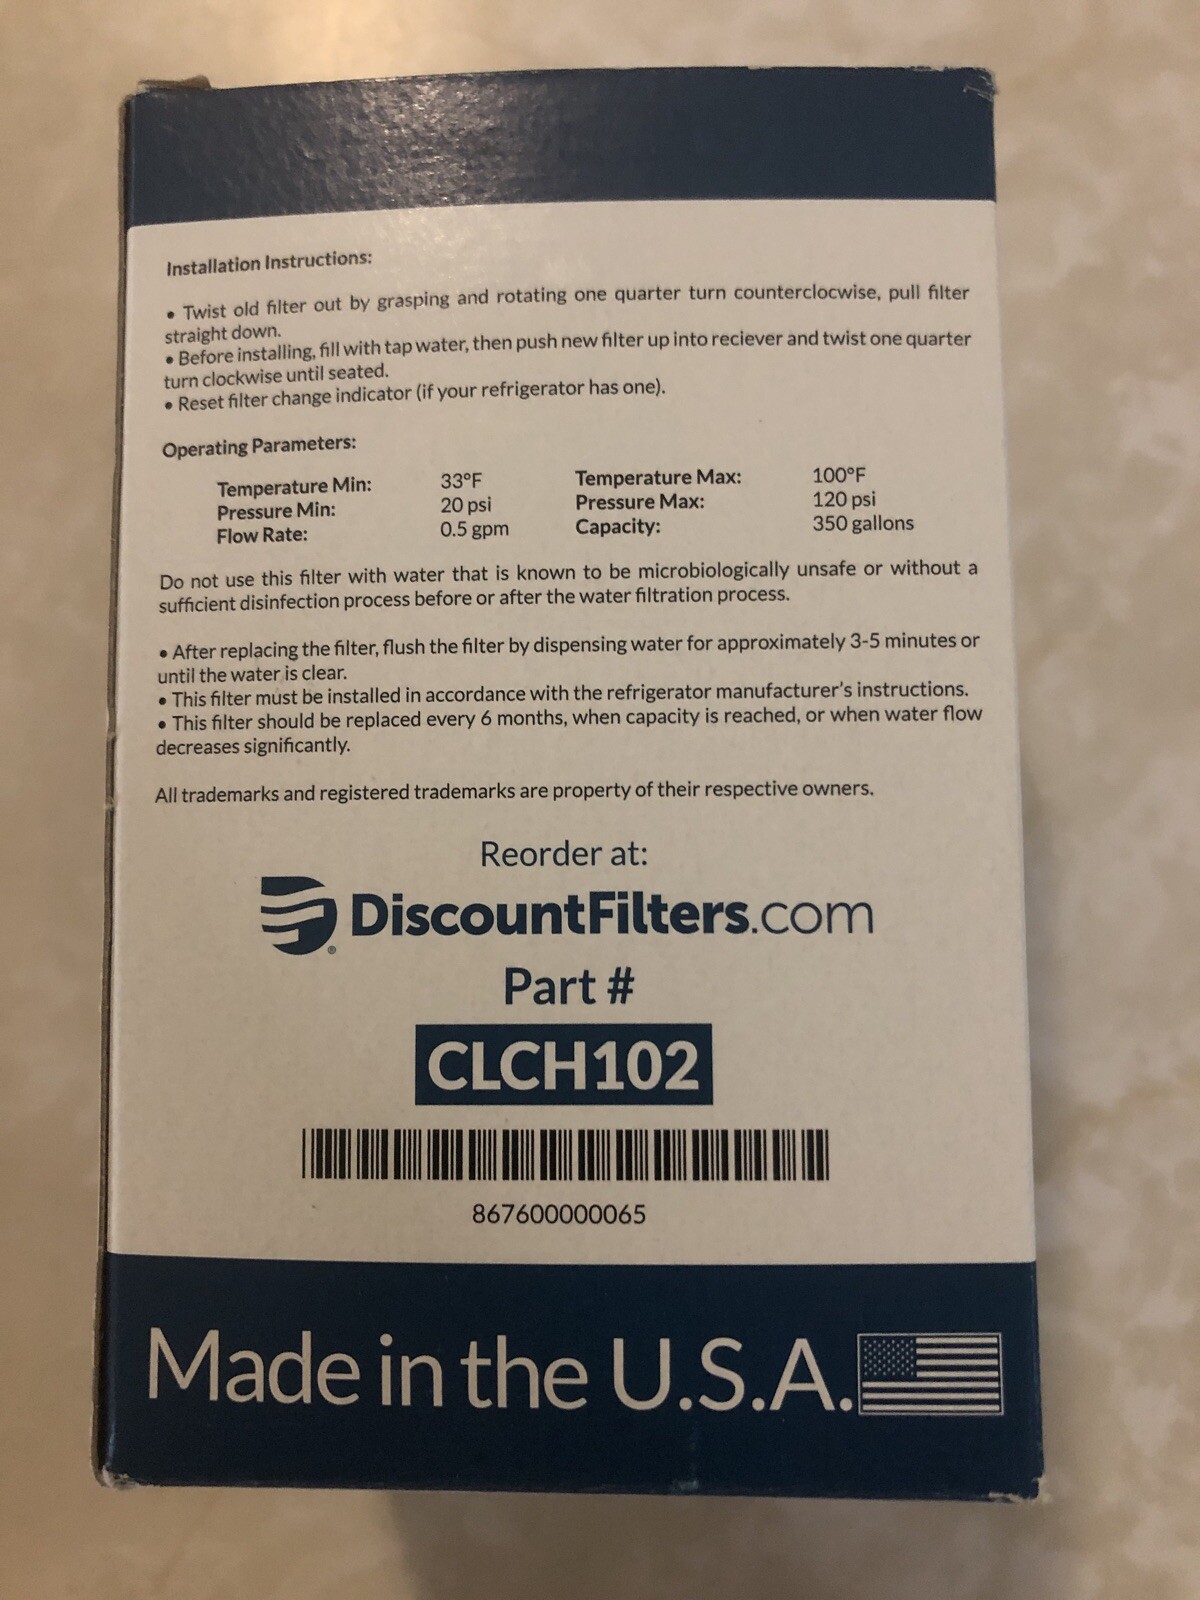 Installation Instructions:
• Twist old filter out by grasping and rotating one quarter turn counterclocwise, pull filter
straight down.
• Before installing, fill with tap water, then push new filter up into reciever and twist one quarter
turn clockwise until seated.
• Reset filter change indicator (if your refrigerator has one).
Operating Parameters:
Temperature Min: 33°F Temperature Max: 100°F
Pressure Min: 20 psi Pressure Max: 120 psi
Flow Rate: 0.5 gpm Capacity: 350 gallons
Do not use this filter with water that is known to be microbiologically unsafe or without a
sufficient disinfection process before or after the water filtration process.
• After replacing the filter, flush the filter by dispensing water for approximately 3-5 minutes or
until the water is clear.
• This filter must be installed in accordance with the refrigerator manufacturer's instructions.
• This filter should be replaced every 6 months, when capacity is reached, or when water flow
decreases significantly.
All trademarks and registered trademarks are property of their respective owners.
Reorder at:
® DiscountFilters.com
Part #
CLCH102
867600000065
Made in the U.S.A.